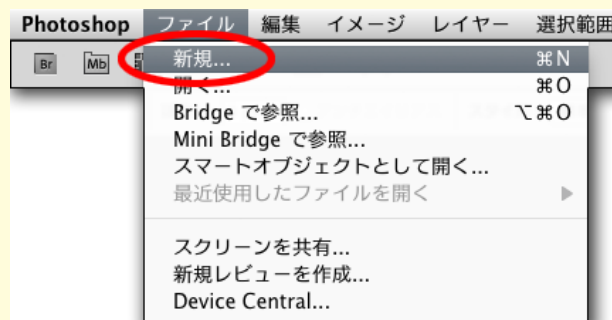 Photoshop ファイル 編集 イメージ レイヤー 選択範囲
Br Mb
新規... ⌘N
開く... ⌘O
Bridge で参照... ⌥⌘O
Mini Bridge で参照...
スマートオブジェクトとして開く...
最近使用したファイルを開く ▶
スクリーンを共有...
新規レビューを作成...
Device Central...